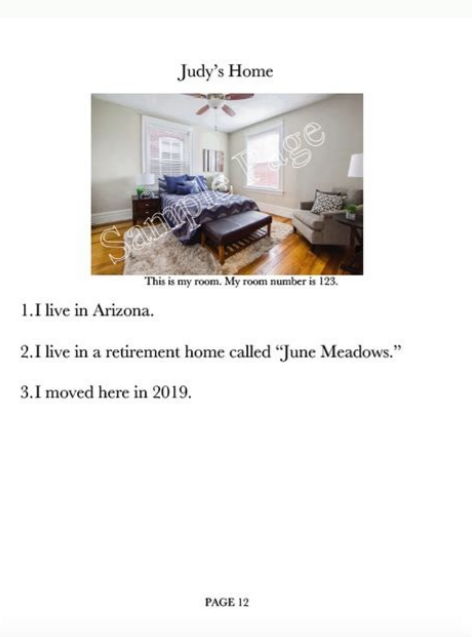 Judy's Home
Sample Page
This is my room. My room number is 123.
1.I live in Arizona.
2.I live in a retirement home called “June Meadows.”
3.I moved here in 2019.
PAGE 12